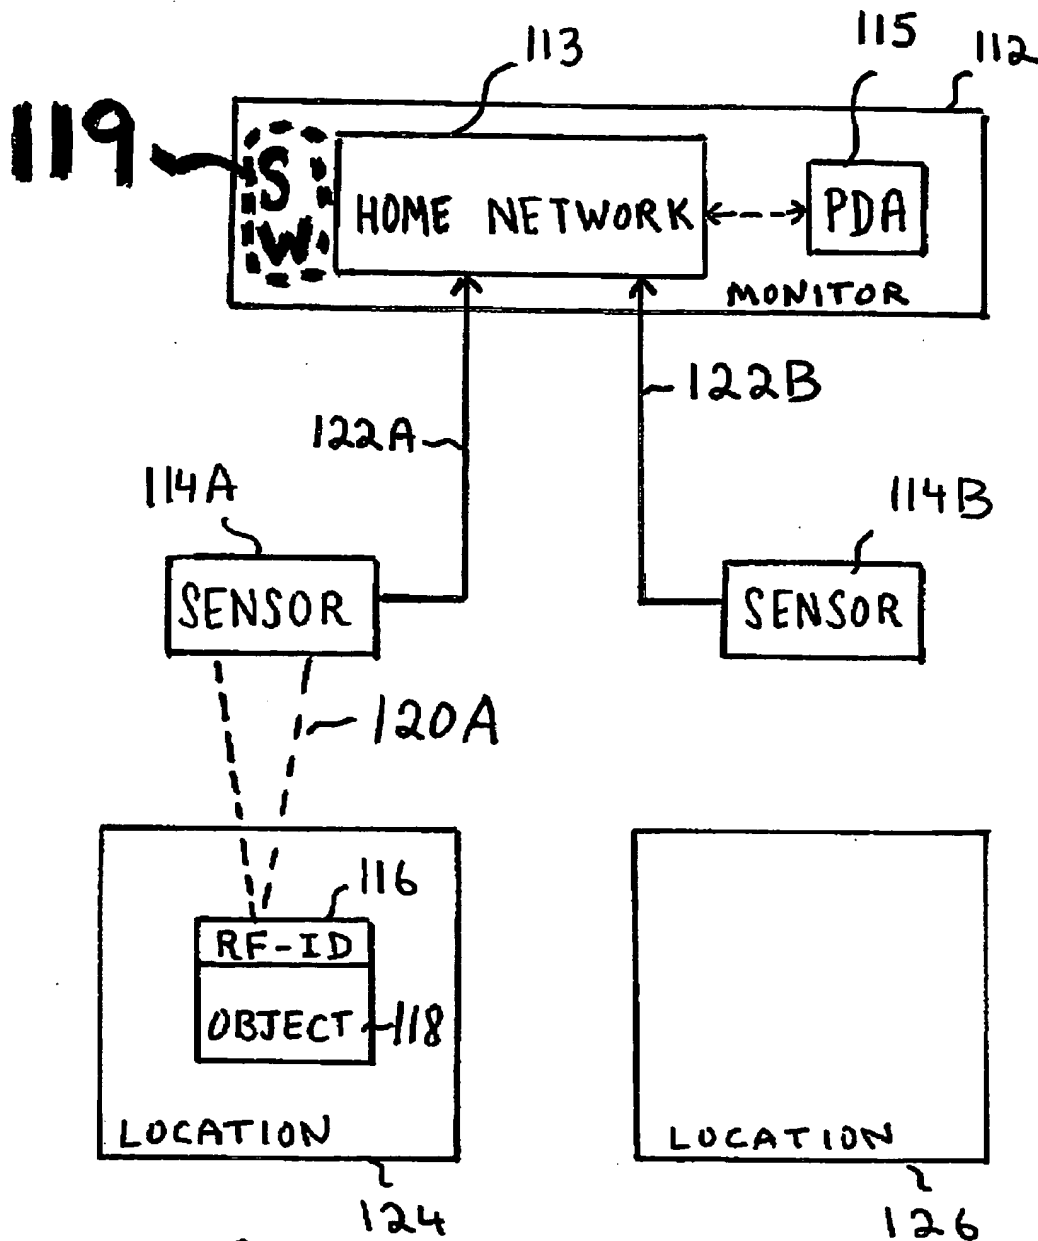 113
115
112
119
S
W
HOME NETWORK
PDA
MONITOR
122A
122B
114A
114B
SENSOR
SENSOR
120A
116
RF-ID
OBJECT
118
LOCATION
LOCATION
124
126